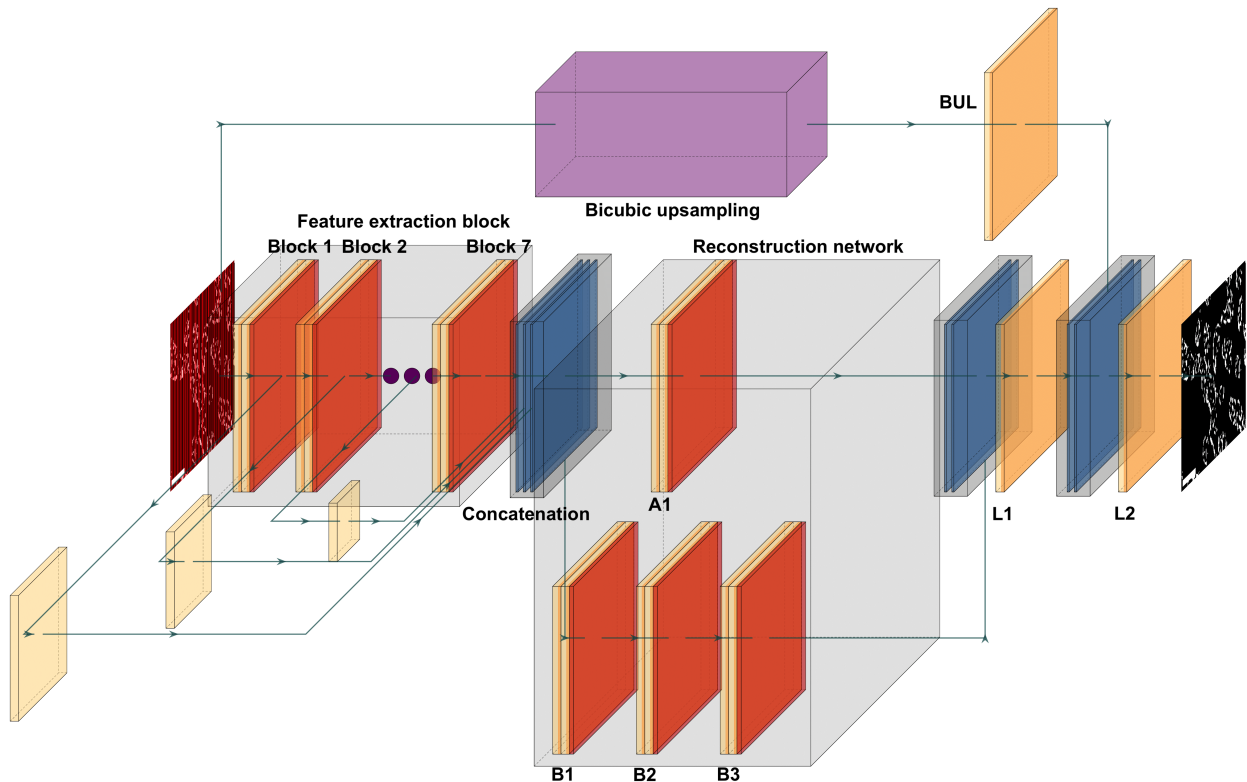 BUL
Bicubic upsampling
Feature extraction block
Block 1
Block 2
Block 7
Reconstruction network
Concatenation
A1
L1
L2
B1
B2
B3